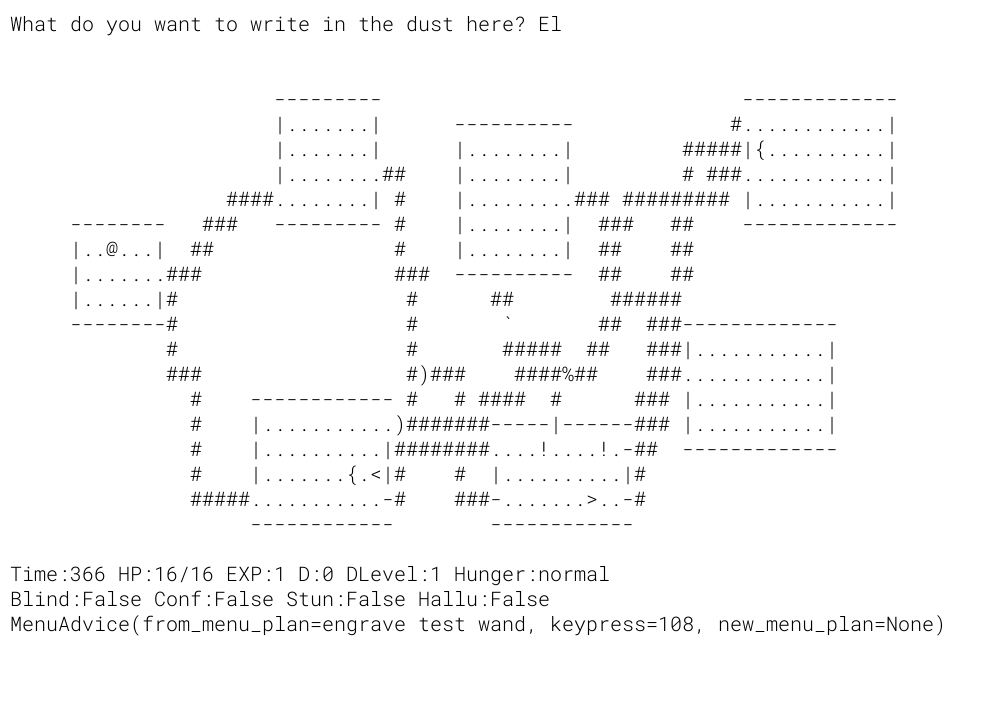 What do you want to write in the dust here? El
                      ---------                              -------------
                      |.......|      ----------             #............|
                      |.......|      |........|         #####|{..........|
                      |........##    |........|         # ###............|
                  ####........| #    |.........### ######### |...........|
     --------   ###   --------- #    |........|  ###   ##    -------------
     |..@...|  ##               #    |........|  ##    ##
     |.......###                ###  ----------  ##    ##
     |......|#                   #      ##        ######
     --------#                   #       `       ##  ###-------------
             #                   #       #####  ##   ###|...........|
             ###                 #)###    ####%##    ###............|
               #    ------------ #   # ####  #      ### |...........|
               #    |...........)#######-----|------### |...........|
               #    |..........|########....!....!.-##  -------------
               #    |.......{.<|#    #  |..........|#
               #####...........-#    ###-.......>..-#
                    ------------        ------------
Time:366 HP:16/16 EXP:1 D:0 DLevel:1 Hunger:normal
Blind:False Conf:False Stun:False Hallu:False
MenuAdvice(from_menu_plan=engrave test wand, keypress=108, new_menu_plan=None)